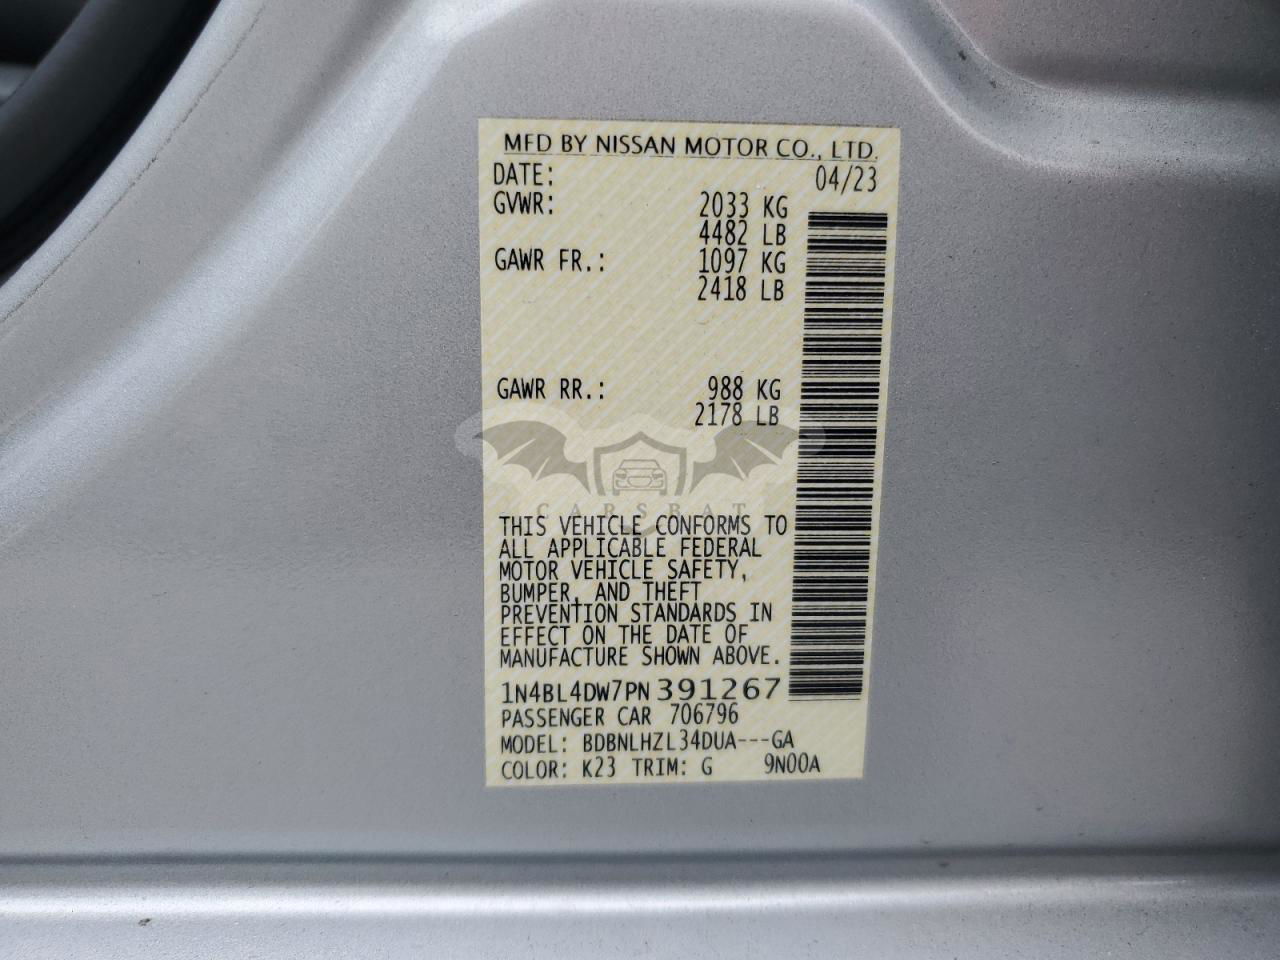 MFD BY NISSAN MOTOR CO., LTD.
DATE: 04/23
GVWR: 2033 KG
4482 LB
GAWR FR.: 1097 KG
2418 LB
GAWR RR.: 988 KG
2178 LB
CARSBAT
THIS VEHICLE CONFORMS TO
ALL APPLICABLE FEDERAL
MOTOR VEHICLE SAFETY,
BUMPER, AND THEFT
PREVENTION STANDARDS IN
EFFECT ON THE DATE OF
MANUFACTURE SHOWN ABOVE.
1N4BL4DW7PN391267
PASSENGER CAR 706796
MODEL: BDBNLHZL34DUA---GA
COLOR: K23 TRIM: G 9N00A